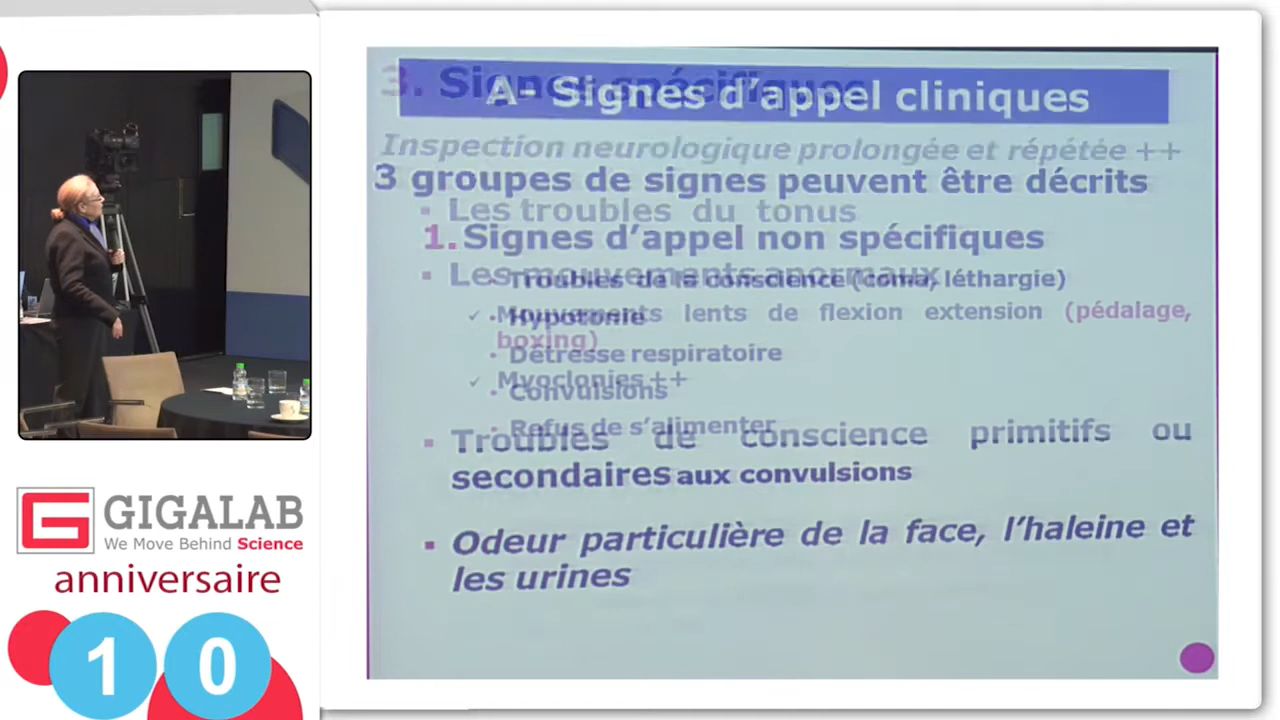 3. Signes spécifiques
A- Signes d'appel cliniques
Inspection neurologique prolongée et répétée ++
3 groupes de signes peuvent être décrits
▪ Les troubles du tonus
1. Signes d'appel non spécifiques
▪ Les mouvements anormaux
• Troubles de la conscience (coma, léthargie)
✓ Mouvements lents de flexion extension (pédalage,
• Hypotonie
boxing)
• Détresse respiratoire
✓ Myoclonies ++
• Convulsions
• Refus de s'alimenter
▪ Troubles de conscience primitifs ou
secondaires aux convulsions
▪ Odeur particulière de la face, l'haleine et
les urines
GIGALAB
We Move Behind Science
anniversaire
10